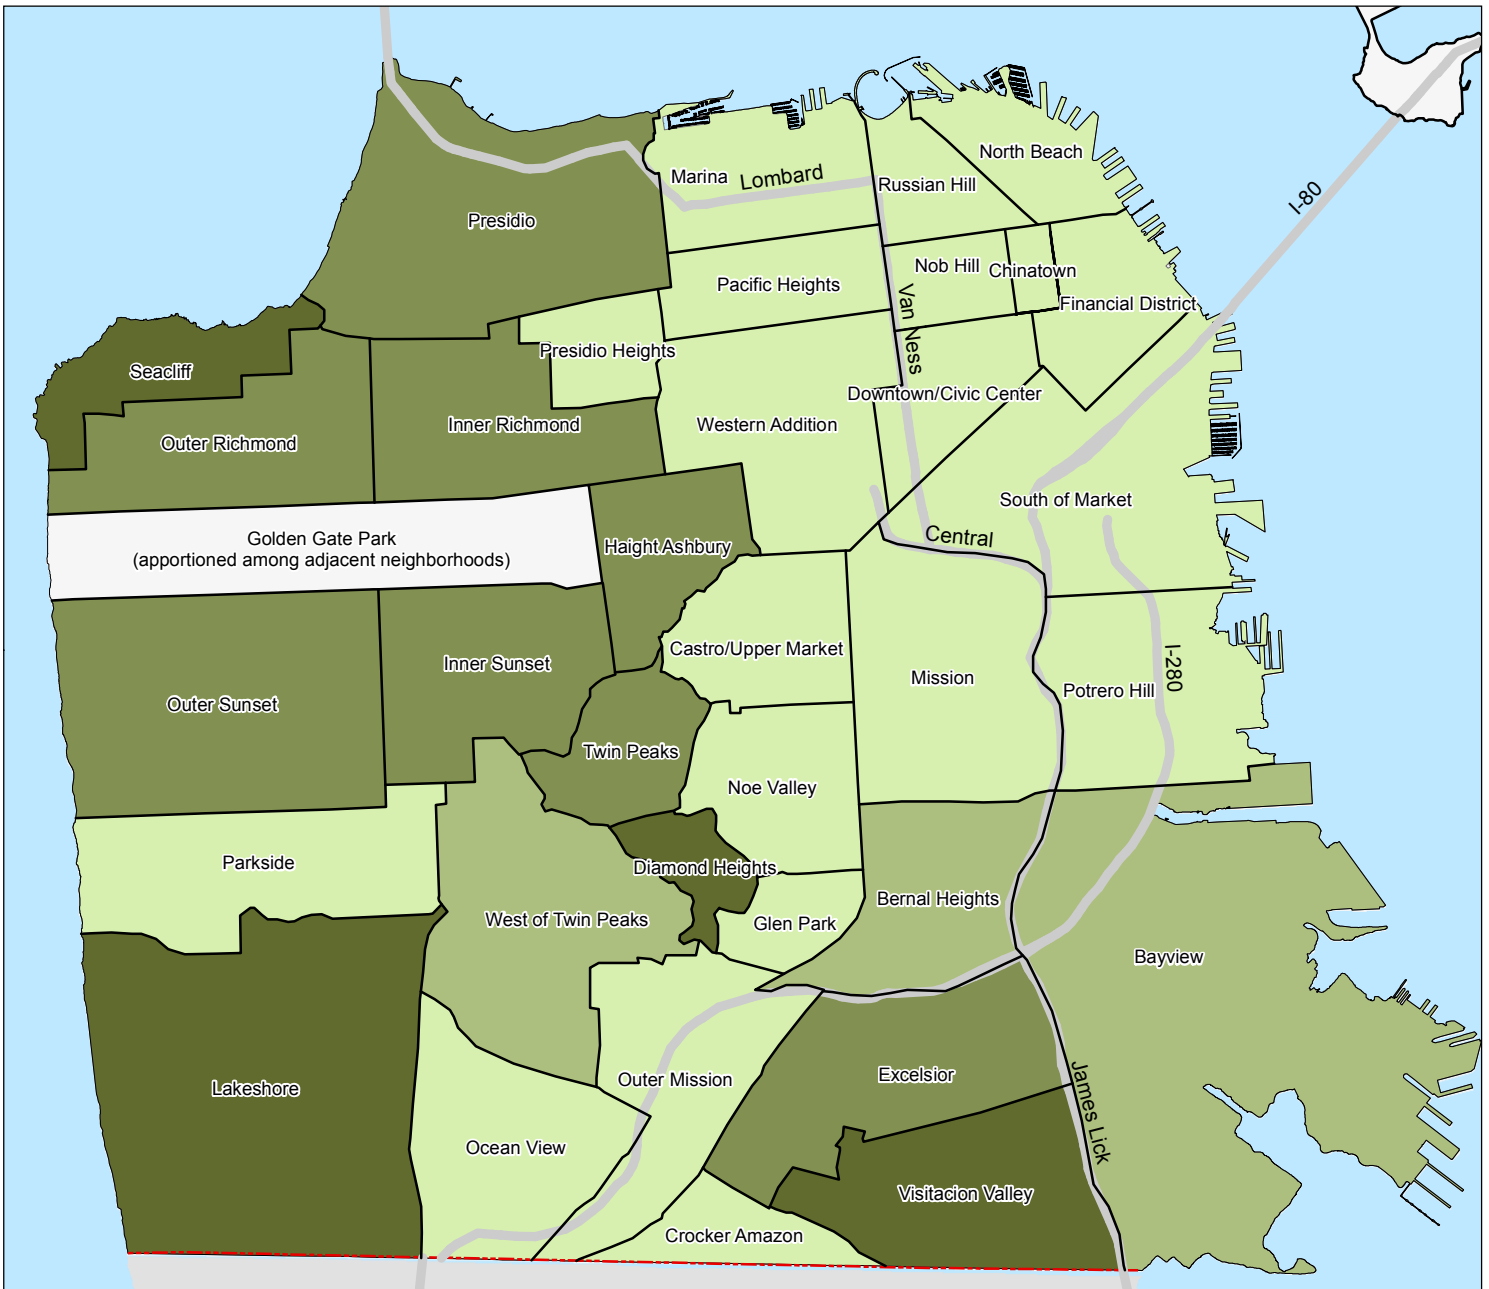 North Beach
Marina
Lombard
Russian Hill
I-80
Presidio
Nob Hill
Chinatown
Pacific Heights
Financial District
Van Ness
Presidio Heights
Seacliff
Downtown/Civic Center
Inner Richmond
Western Addition
Outer Richmond
South of Market
Golden Gate Park
(apportioned among adjacent neighborhoods)
Haight Ashbury
Central
Castro/Upper Market
Inner Sunset
Mission
I-280
Potrero Hill
Outer Sunset
Twin Peaks
Noe Valley
Parkside
Diamond Heights
Bernal Heights
West of Twin Peaks
Glen Park
Bayview
Excelsior
Outer Mission
Lakeshore
James Lick
Ocean View
Visitacion Valley
Crocker Amazon